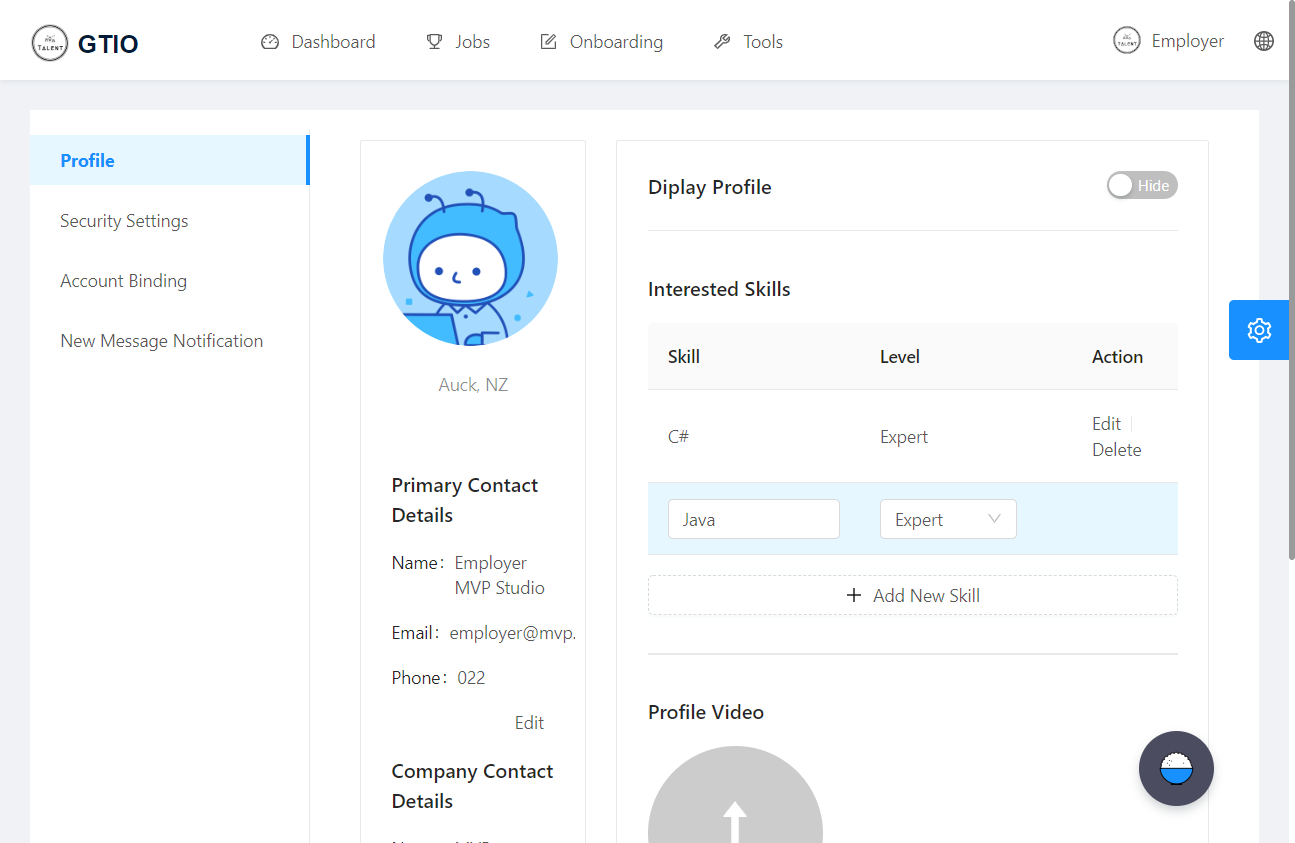 TALENT
GTIO
Dashboard
Jobs
Onboarding
Tools
TALENT
Employer
Profile
Security Settings
Account Binding
New Message Notification
Auck, NZ
Primary Contact
Details
Name: Employer
MVP Studio
Email: employer@mvp.
Phone: 022
Edit
Company Contact
Details
Diplay Profile
Hide
Interested Skills
Skill Level Action
C# Expert Edit
Delete
Java Expert
+ Add New Skill
Profile Video